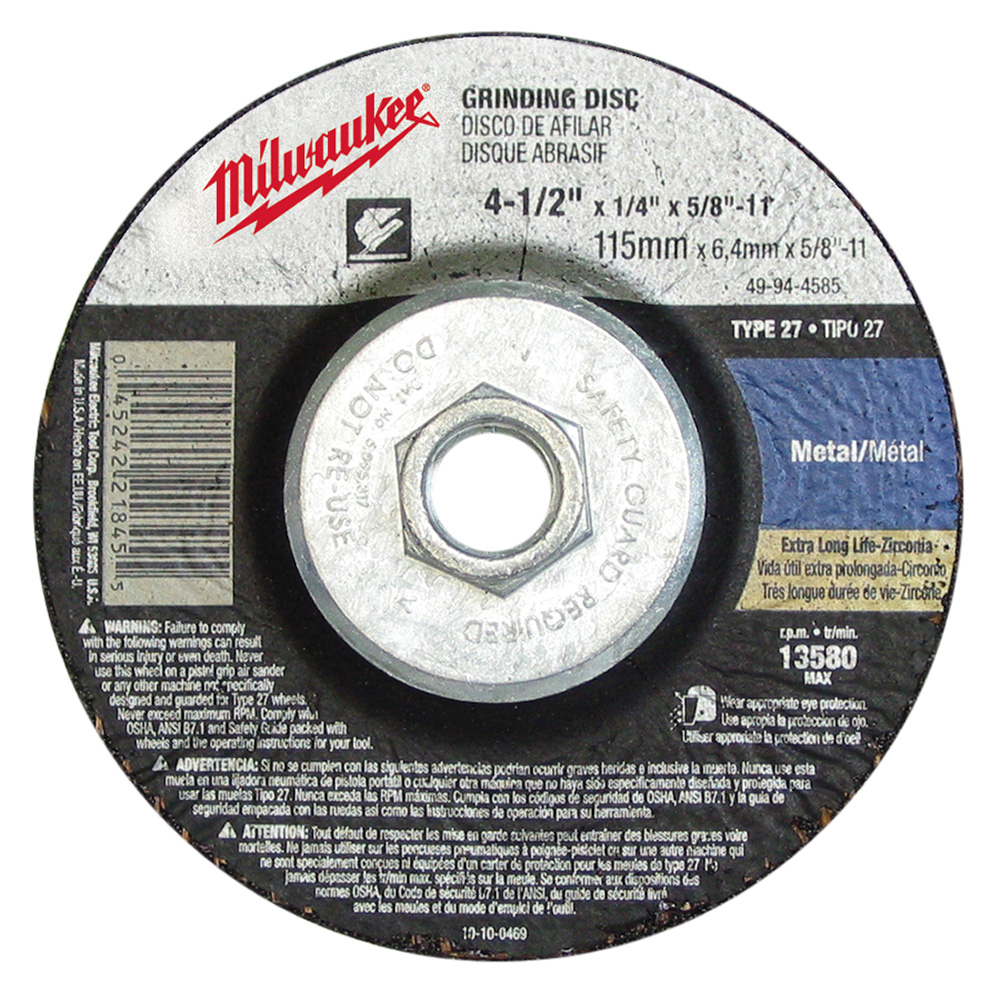 Milwaukee®
GRINDING DISC
DISCO DE AFILAR
DISQUE ABRASIF
4-1/2" x 1/4" x 5/8"-11
115mm x 6,4mm x 5/8"-11
49-94-4585
TYPE 27 • TIPO 27
Metal/Métal
Extra Long Life-Zirconia
Vida útil extra prolongada-Circonio
Très longue durée de vie-Zircone
r.p.m. • tr/min.
13580
MAX
Wear appropriate eye protection.
Use apropia la proteccion de ojo.
Utiliser approriate la protection de d'oeil
Milwaukee Electric Tool Corp. Brookfield, WI 53005 U.S.A.
Made in U.S.A./Hecho en EE.UU./Fabriqué aux É.-U.
0 45242 21845 5
SAFETY GUARD REQUIRED
DO NOT RE-USE
WARNING: Failure to comply
with the following warnings can result
in serious injury or even death. Never
use this wheel on a pistol grip air sander
or any other machine not specifically
designed and guarded for Type 27 wheels.
Never exceed maximum RPM. Comply with
OSHA, ANSI B7.1 and Safety Guide packed with
wheels and the operating instructions for your tool.
ADVERTENCIA: Si no se cumplen con las siguientes advertencias podrían ocurrir graves heridas e inclusive la muerte. Nunca use esta
muela en una lijadora neumática de pistola portátil o cualquier otra máquina que no haya sido específicamente diseñada y protegida para
usar las muelas Tipo 27. Nunca exceda las RPM máximas. Cumpla con los códigos de seguridad de OSHA, ANSI B7.1 y la guía de
seguridad empacada con las ruedas así como las instrucciones de operación para su herramienta.
ATTENTION: Tout défaut de respecter les mise en garde suivantes peut entraîner des blessures graves voire
mortelles. Ne jamais utiliser sur les ponceuses pneumatiques à poignée-pistolet ou sur une autre machine qui
ne sont specialement concues ni équipées d'un carter de protection pour les meules de type 27. Ne
jamais dépasser les tr/min max. spécifiés sur la meule. Se conformer aux dispositions des
normes OSHA, du Code de sécurité B7.1 de l'ANSI, du guide de sécurité livré
avec les meules et du mode d'emploi de l'outil.
10-10-0469